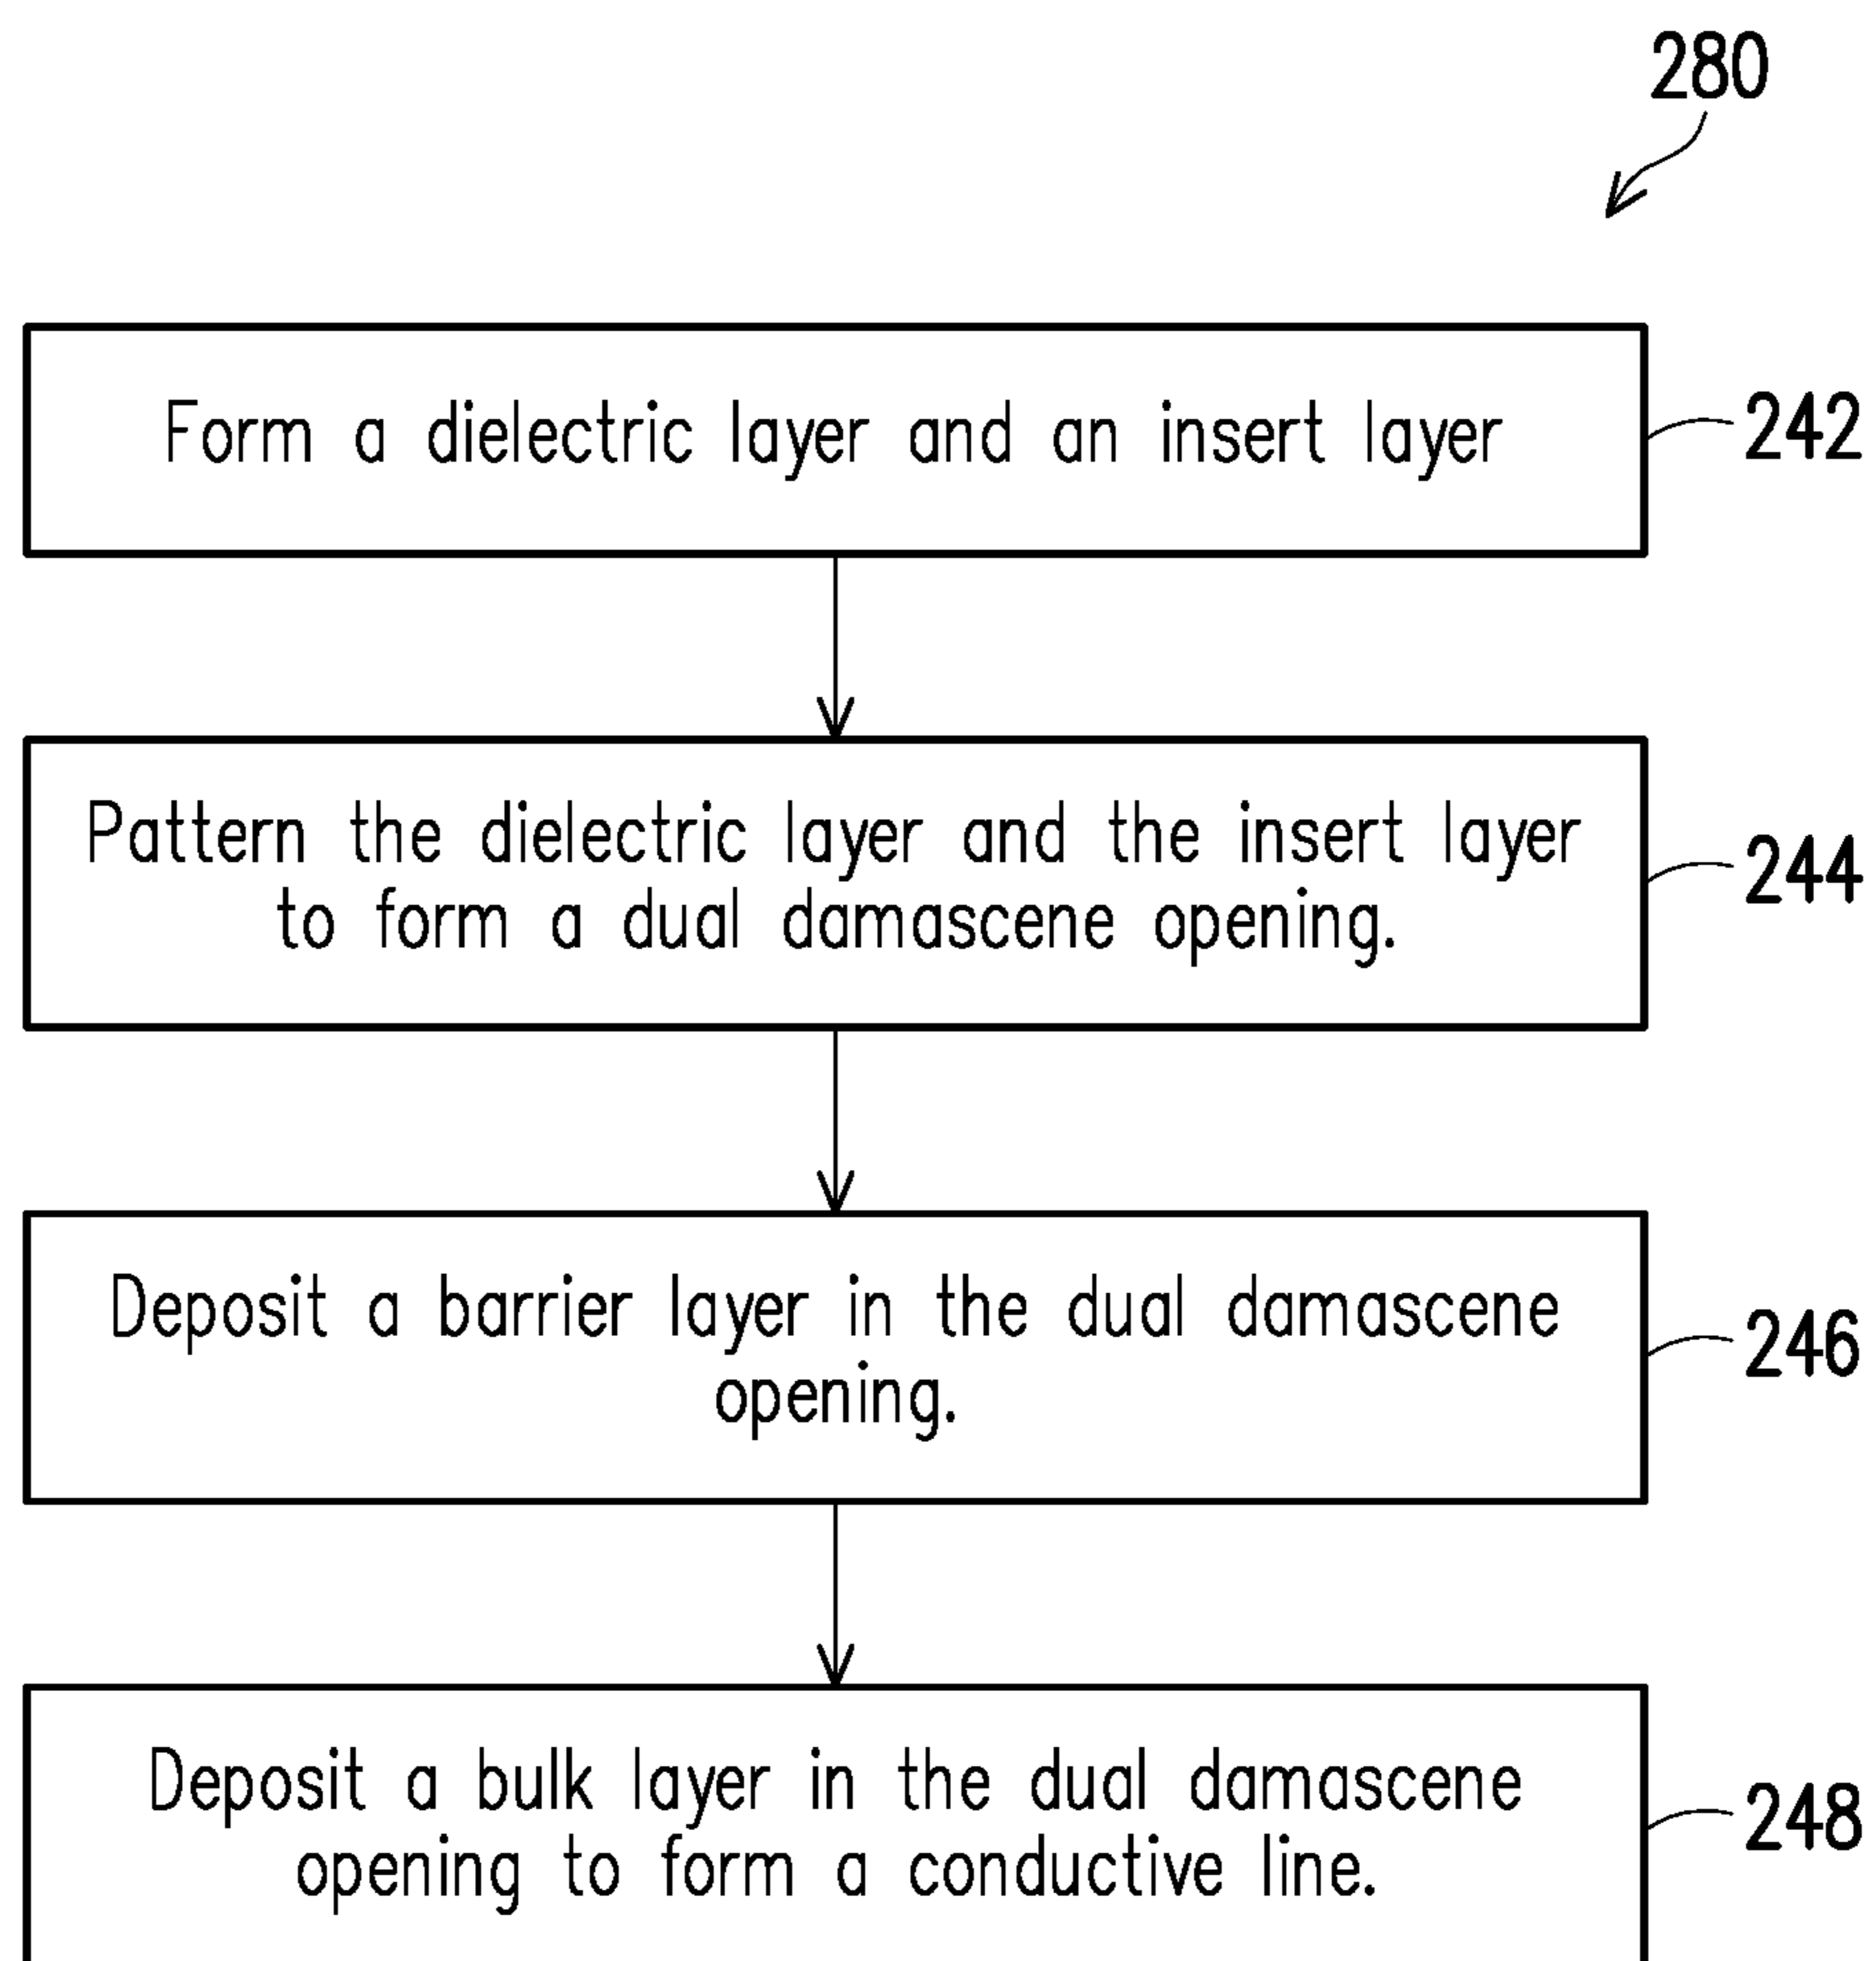 280
Form a dielectric layer and an insert layer
242
Pattern the dielectric layer and the insert layer
to form a dual damascene opening.
244
Deposit a barrier layer in the dual damascene
opening.
246
Deposit a bulk layer in the dual damascene
opening to form a conductive line.
248